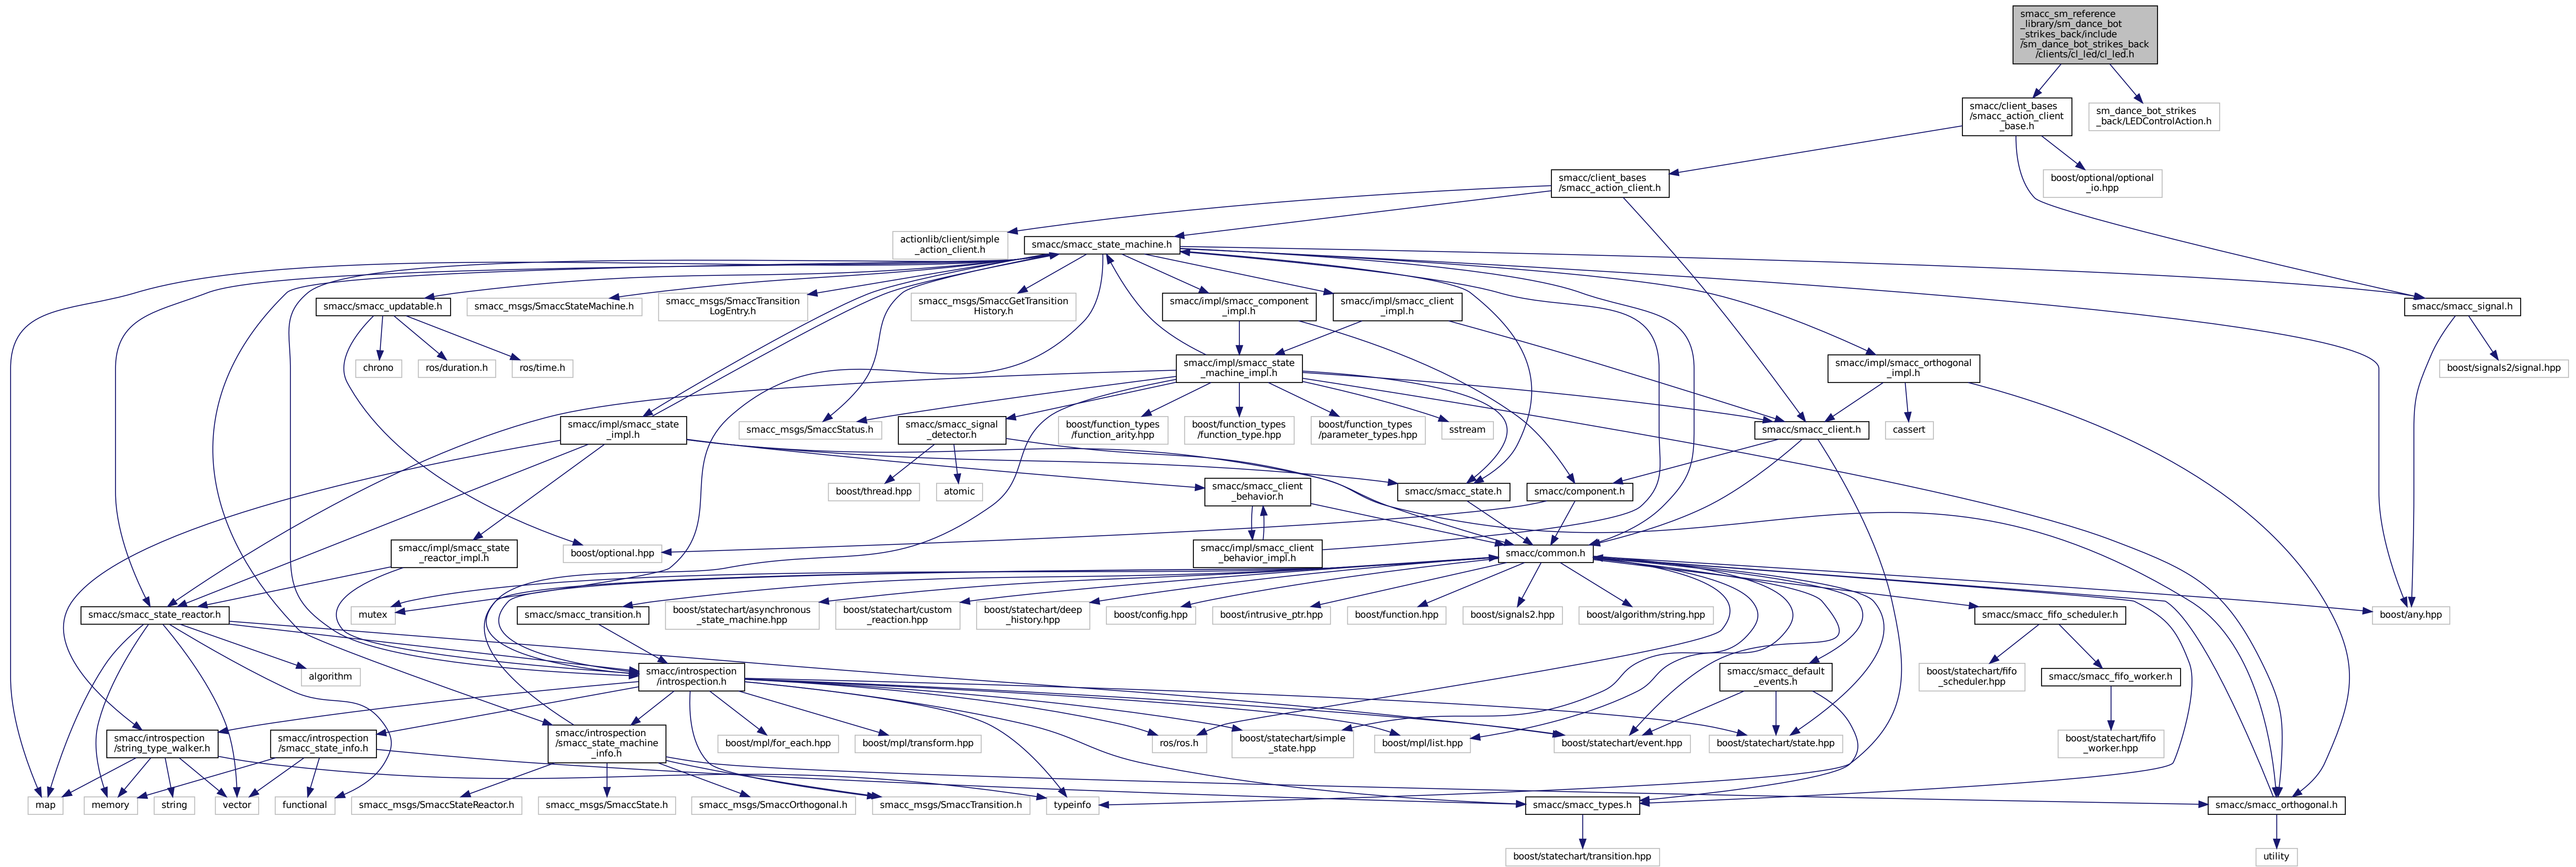 smacc_sm_reference
_library/sm_dance_bot
_strikes_back/include
/sm_dance_bot_strikes_back
/clients/cl_led/cl_led.h
smacc/client_bases
/smacc_action_client
_base.h
sm_dance_bot_strikes
_back/LEDControlAction.h
smacc/client_bases
/smacc_action_client.h
boost/optional/optional
_io.hpp
actionlib/client/simple
_action_client.h
smacc/smacc_state_machine.h
smacc/smacc_updatable.h
smacc_msgs/SmaccStateMachine.h
smacc_msgs/SmaccTransition
LogEntry.h
smacc_msgs/SmaccGetTransition
History.h
smacc/impl/smacc_component
_impl.h
smacc/impl/smacc_client
_impl.h
smacc/smacc_signal.h
chrono
ros/duration.h
ros/time.h
smacc/impl/smacc_state
_machine_impl.h
smacc/impl/smacc_orthogonal
_impl.h
boost/signals2/signal.hpp
smacc/impl/smacc_state
_impl.h
smacc_msgs/SmaccStatus.h
smacc/smacc_signal
_detector.h
boost/function_types
/function_arity.hpp
boost/function_types
/function_type.hpp
boost/function_types
/parameter_types.hpp
sstream
smacc/smacc_client.h
cassert
boost/thread.hpp
atomic
smacc/smacc_client
_behavior.h
smacc/smacc_state.h
smacc/component.h
smacc/impl/smacc_state
_reactor_impl.h
boost/optional.hpp
smacc/impl/smacc_client
_behavior_impl.h
smacc/common.h
smacc/smacc_state_reactor.h
mutex
smacc/smacc_transition.h
boost/statechart/asynchronous
_state_machine.hpp
boost/statechart/custom
_reaction.hpp
boost/statechart/deep
_history.hpp
boost/config.hpp
boost/intrusive_ptr.hpp
boost/function.hpp
boost/signals2.hpp
boost/algorithm/string.hpp
smacc/smacc_fifo_scheduler.h
boost/any.hpp
algorithm
smacc/introspection
/introspection.h
smacc/smacc_default
_events.h
boost/statechart/fifo
_scheduler.hpp
smacc/smacc_fifo_worker.h
smacc/introspection
/string_type_walker.h
smacc/introspection
/smacc_state_info.h
smacc/introspection
/smacc_state_machine
_info.h
boost/mpl/for_each.hpp
boost/mpl/transform.hpp
ros/ros.h
boost/statechart/simple
_state.hpp
boost/mpl/list.hpp
boost/statechart/event.hpp
boost/statechart/state.hpp
boost/statechart/fifo
_worker.hpp
map
memory
string
vector
functional
smacc_msgs/SmaccStateReactor.h
smacc_msgs/SmaccState.h
smacc_msgs/SmaccOrthogonal.h
smacc_msgs/SmaccTransition.h
typeinfo
smacc/smacc_types.h
smacc/smacc_orthogonal.h
boost/statechart/transition.hpp
utility